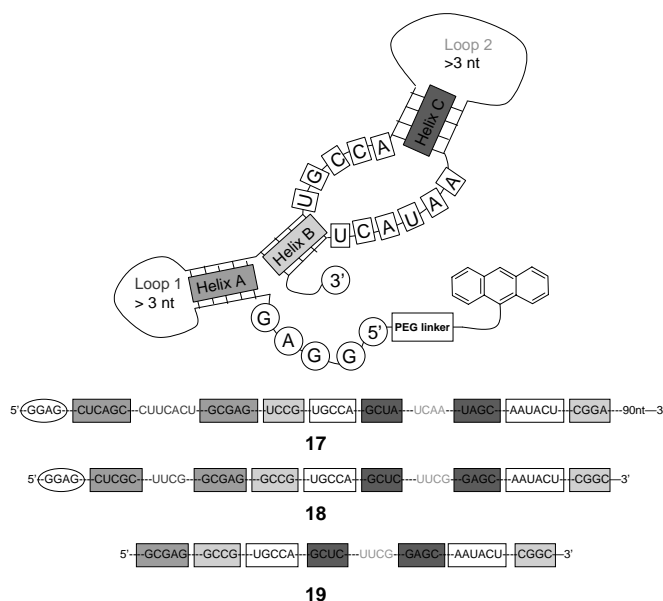 Loop 2
>3 nt
Helix C
U G C C A
U C A U A A
Helix B
Loop 1
> 3 nt
Helix A
3'
G A G G 5' PEG linker
5'-GGAG-CUCAGC-CUUCACU-GCGAG-UCCG-UGCCA-GCUA-UCAA-UAGC-AAUACU-CGGA-90nt—3
17
5'-GGAG-CUCGC-UUCG-GCGAG-GCCG-UGCCA-GCUC-UUCG-GAGC-AAUACU-CGGC—3'
18
5'-GCGAG-GCCG-UGCCA-GCUC-UUCG-GAGC-AAUACU-CGGC—3'
19